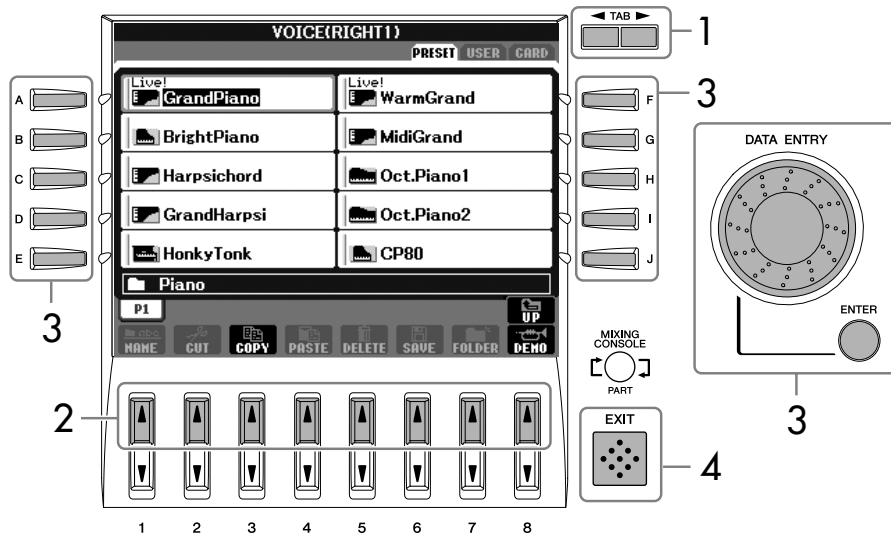 VOICE(RIGHT1)
PRESET USER CARD
TAB
1
Live!
GrandPiano
Live!
WarmGrand
BrightPiano
MidiGrand
Harpsichord
Oct.Piano1
GrandHarpsi
Oct.Piano2
HonkyTonk
CP80
Piano
P1
UP
abc
NAME CUT COPY PASTE DELETE SAVE FOLDER DEMO
A
B
C
D
E
3
F
G
H
I
J
3
DATA ENTRY
ENTER
3
MIXING
CONSOLE
PART
EXIT
4
2
1 2 3 4 5 6 7 8